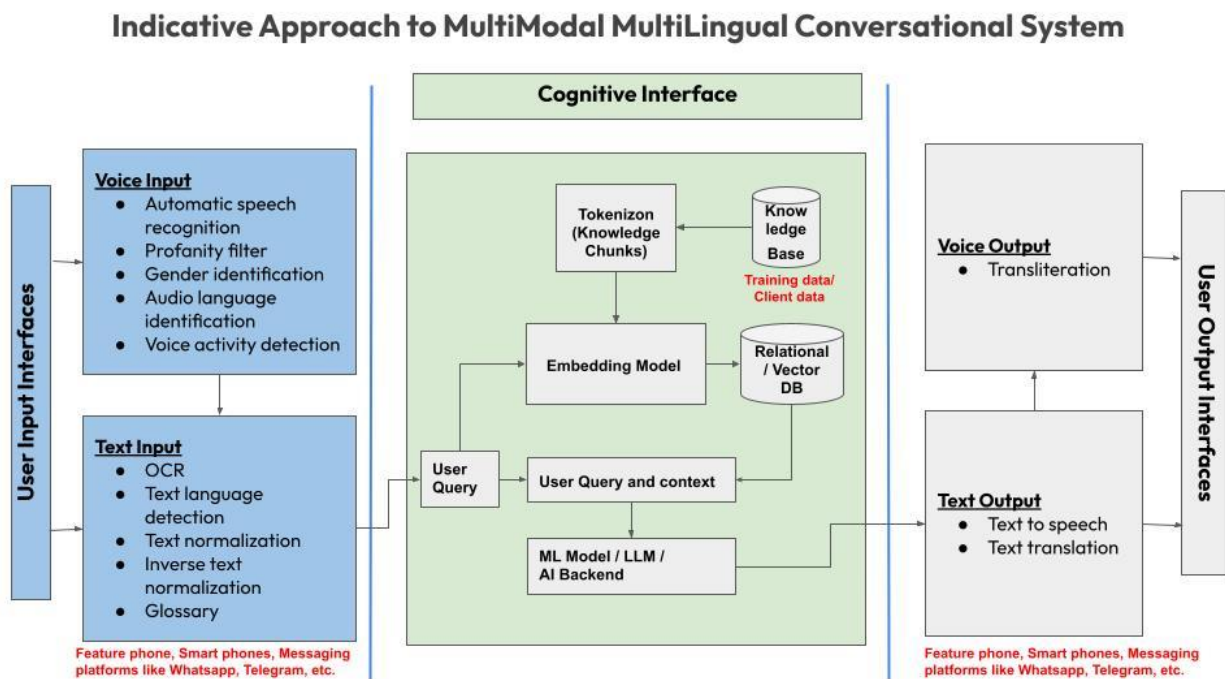 Indicative Approach to MultiModal MultiLingual Conversational System
User Input Interfaces
Voice Input
● Automatic speech
recognition
● Profanity filter
● Gender identification
● Audio language
identification
● Voice activity detection
Text Input
● OCR
● Text language
detection
● Text normalization
● Inverse text
normalization
● Glossary
Feature phone, Smart phones, Messaging
platforms like Whatsapp, Telegram, etc.
Cognitive Interface
Tokenizon
(Knowledge
Chunks)
Know
ledge
Base
Training data/
Client data
Embedding Model
Relational
/ Vector
DB
User
Query
User Query and context
ML Model / LLM /
AI Backend
Voice Output
● Transliteration
Text Output
● Text to speech
● Text translation
Feature phone, Smart phones, Messaging
platforms like Whatsapp, Telegram, etc.
User Output Interfaces